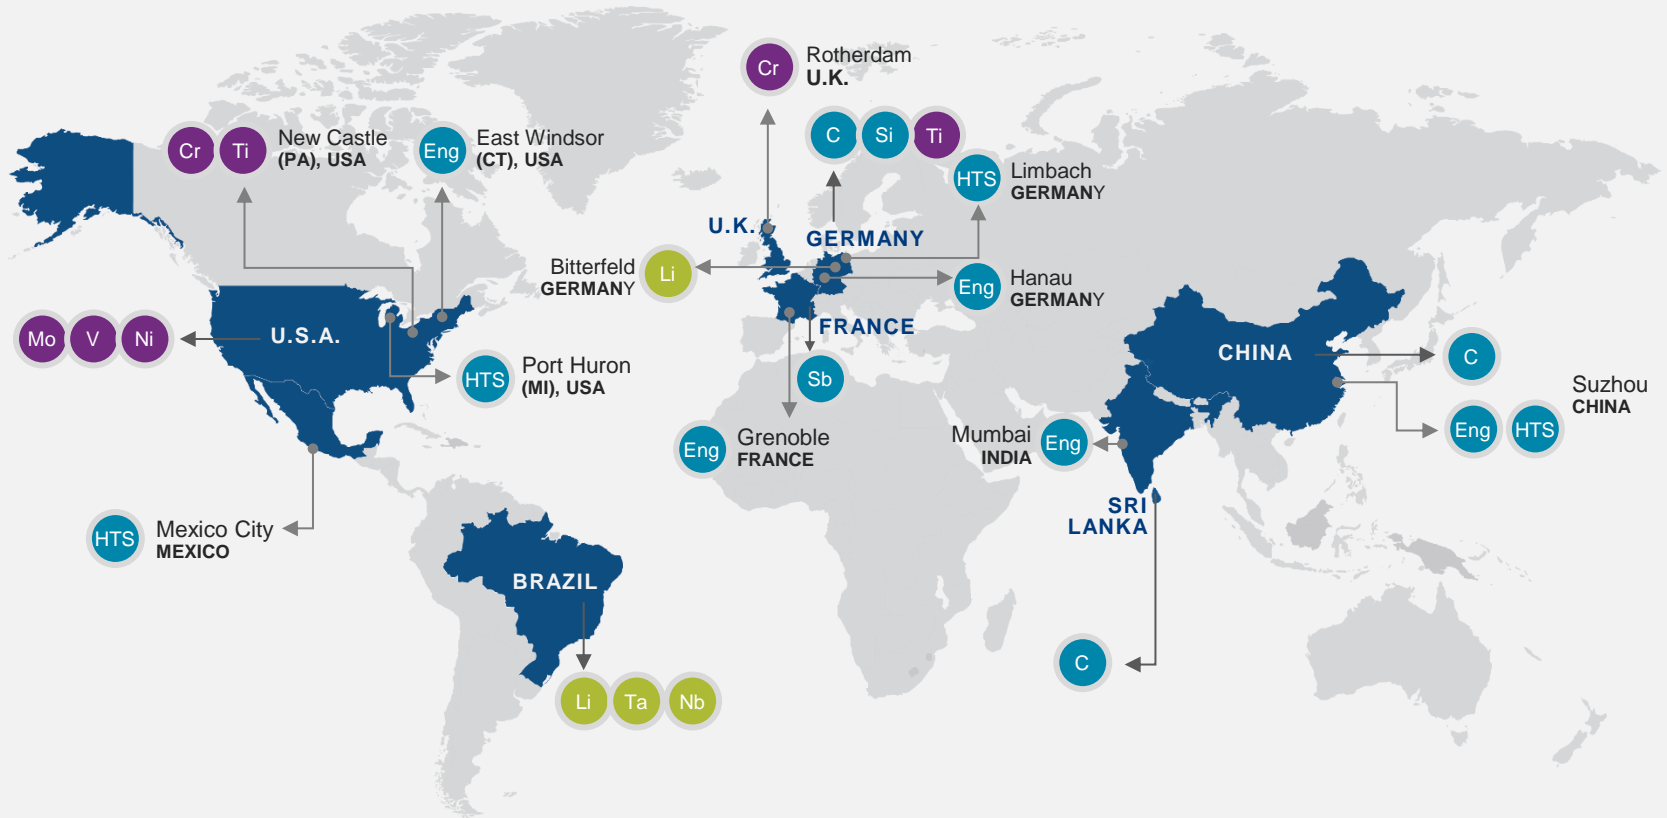 Cr
Rotherdam
U.K.
Cr Ti
New Castle
(PA), USA
Eng
East Windsor
(CT), USA
C Si Ti
HTS
Limbach
GERMANY
U.K.
GERMANY
Bitterfeld
GERMANY
Li
Eng
Hanau
GERMANY
Mo V Ni
U.S.A.
FRANCE
CHINA
C
HTS
Port Huron
(MI), USA
Sb
Suzhou
CHINA
Eng HTS
Eng
Grenoble
FRANCE
Mumbai
INDIA
Eng
SRI
LANKA
HTS
Mexico City
MEXICO
BRAZIL
C
Li Ta Nb